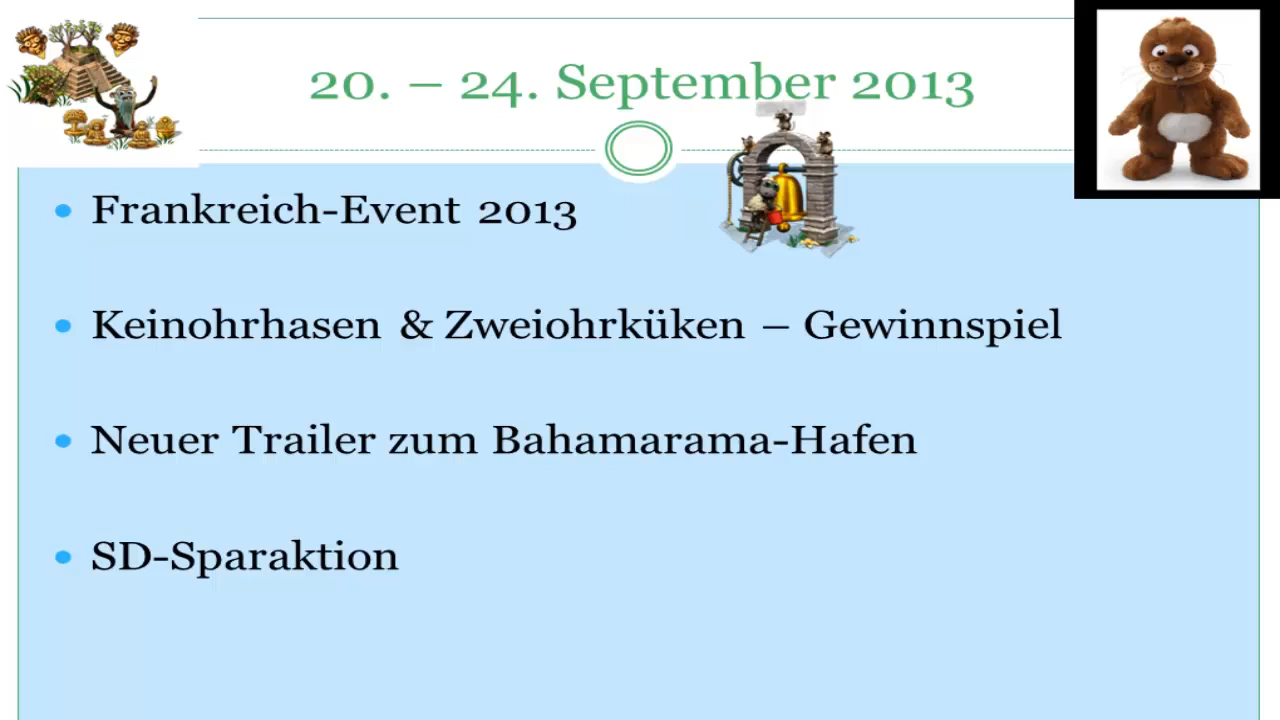 20. – 24. September 2013
Frankreich-Event 2013
Keinohrhasen & Zweiohrküken – Gewinnspiel
Neuer Trailer zum Bahamarama-Hafen
SD-Sparaktion